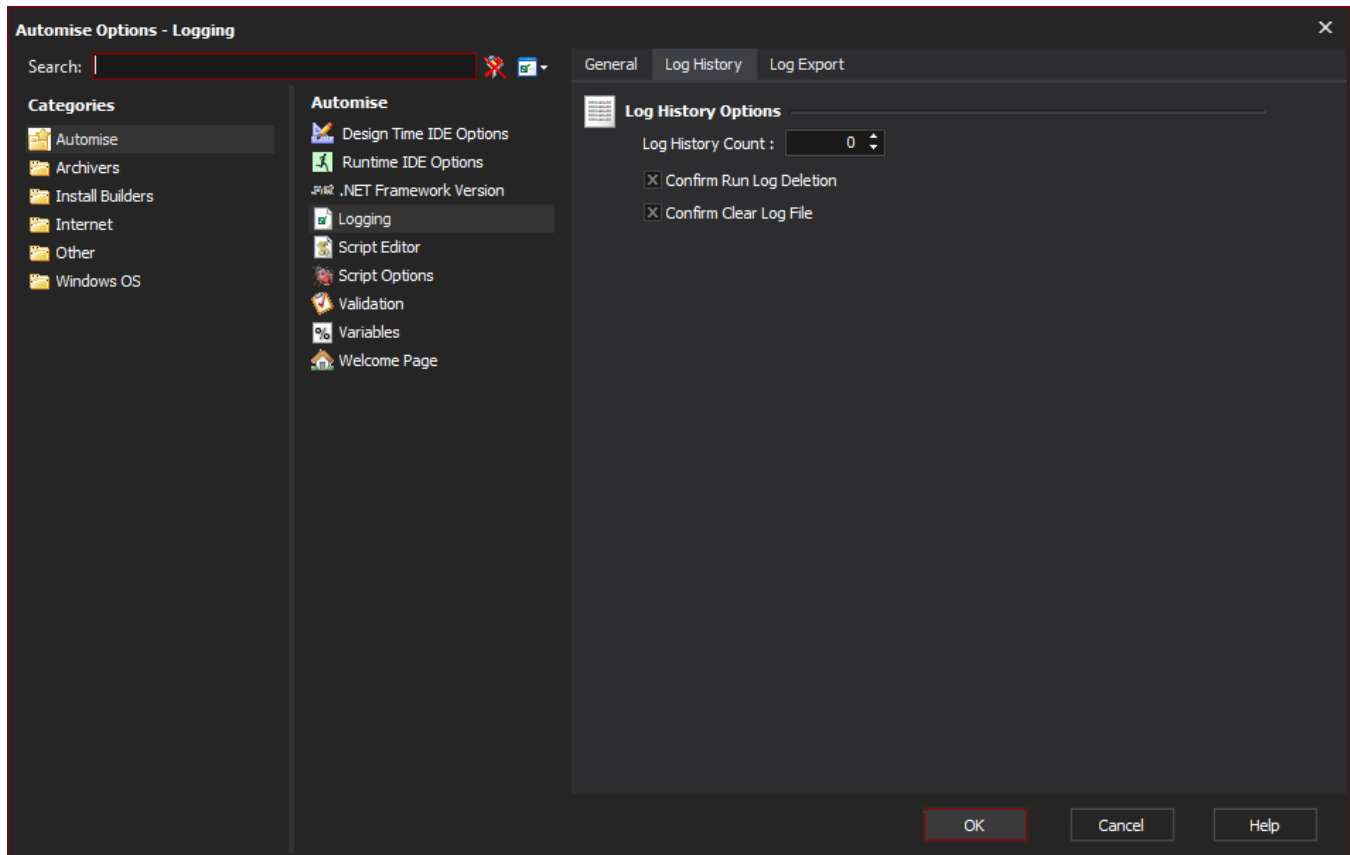 Automise Options - Logging
Search:
Categories
Automise
Archivers
Install Builders
Internet
Other
Windows OS
Automise
Design Time IDE Options
Runtime IDE Options
.NET Framework Version
Logging
Script Editor
Script Options
Validation
Variables
Welcome Page
General Log History Log Export
Log History Options
Log History Count : 0
Confirm Run Log Deletion
Confirm Clear Log File
OK Cancel Help